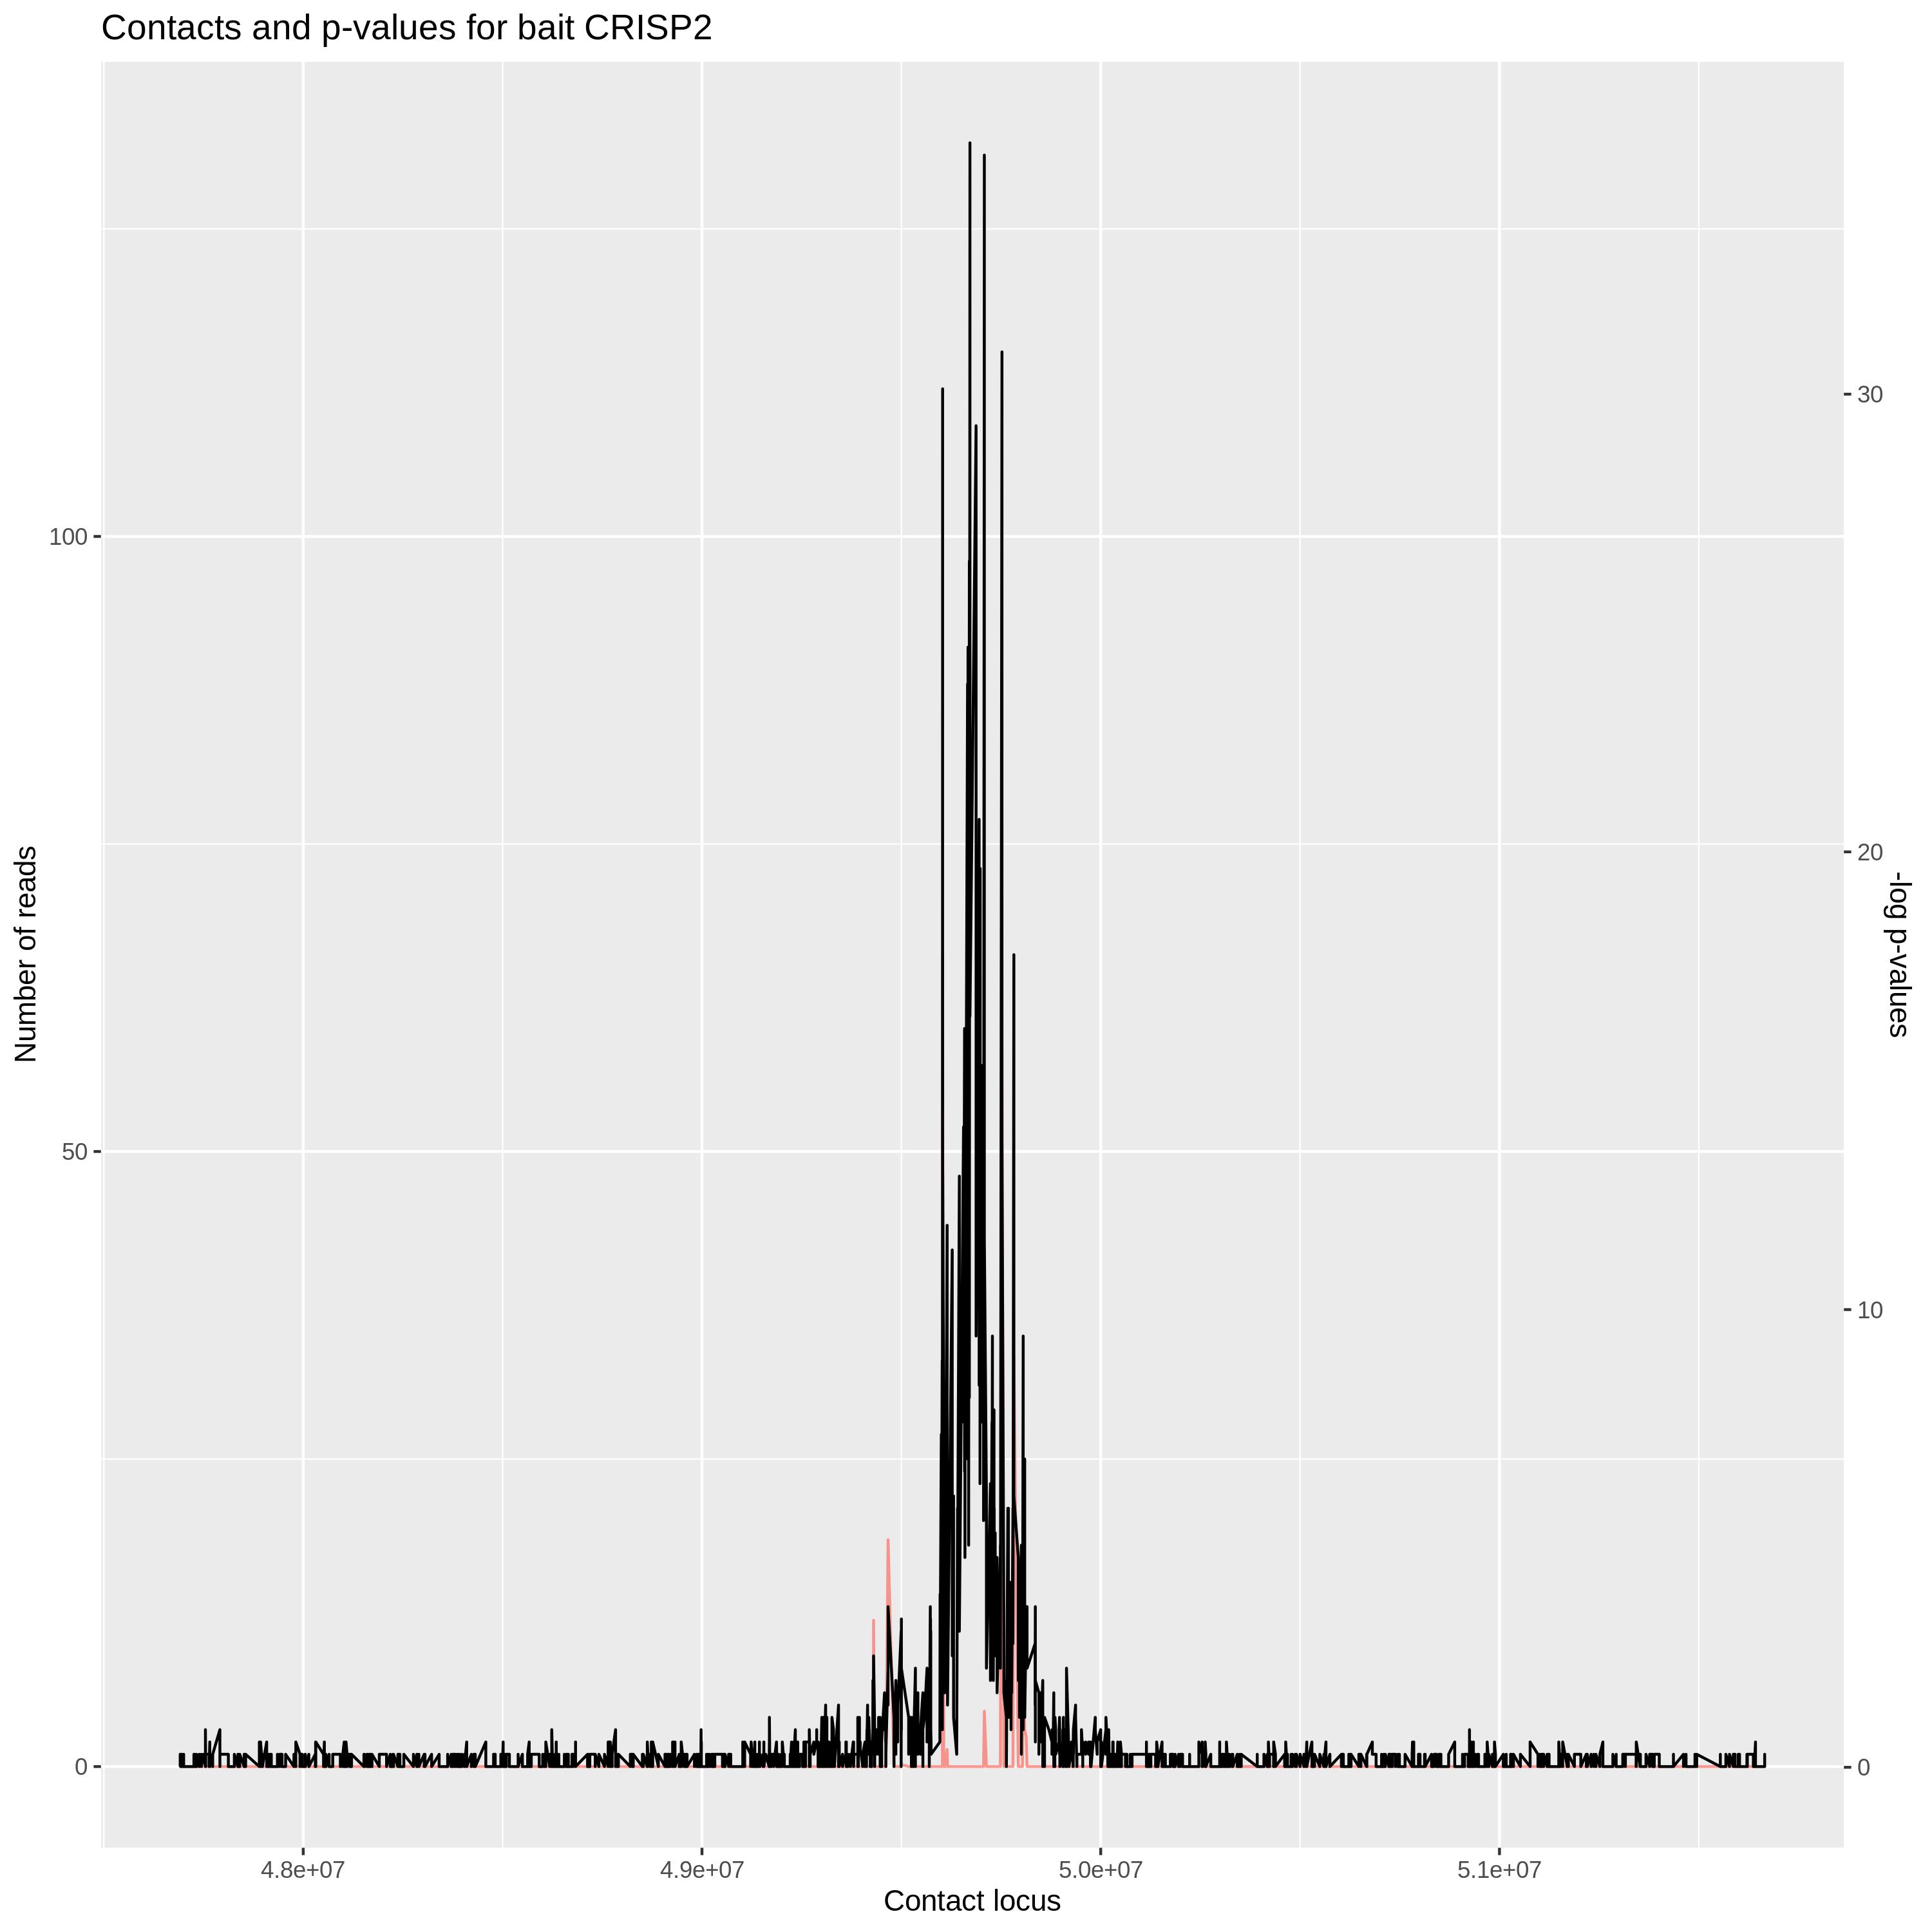 Contacts and p-values for bait CRISP2
100
50
0
Number of reads
30
20
10
0
-log p-values
4.8e+07
4.9e+07
5.0e+07
5.1e+07
Contact locus